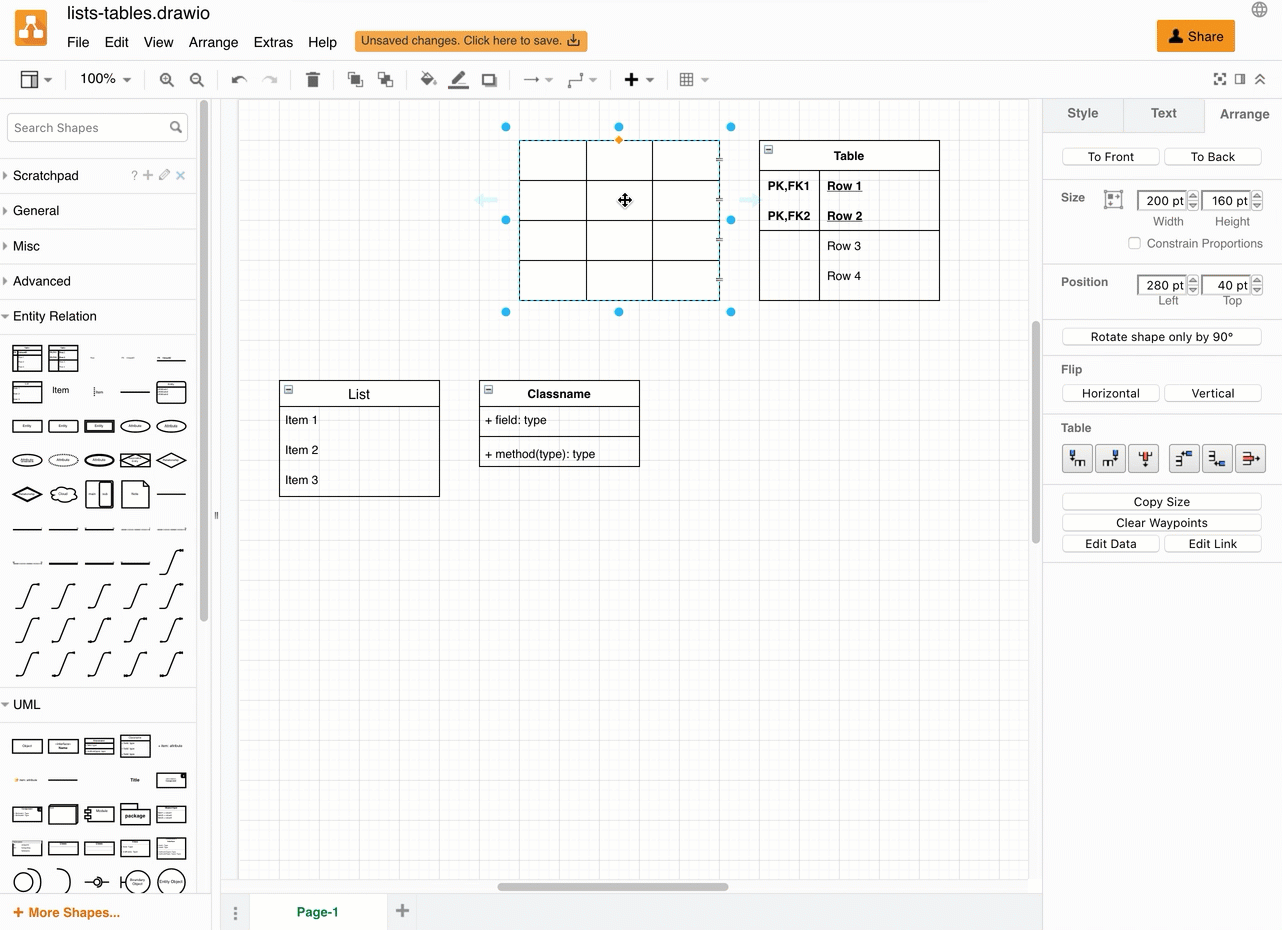 lists-tables.drawio
File Edit View Arrange Extras Help
Unsaved changes. Click here to save.
Share
100%
Search Shapes
Scratchpad ?
General
Misc
Advanced
Entity Relation
Item
UML
Title
package
+ More Shapes...
Table
PK,FK1 Row 1
PK,FK2 Row 2
Row 3
Row 4
List
Item 1
Item 2
Item 3
Classname
+ field: type
+ method(type): type
Page-1
Style Text Arrange
To Front To Back
Size 200 pt 160 pt
Width Height
Constrain Proportions
Position 280 pt 40 pt
Left Top
Rotate shape only by 90°
Flip
Horizontal Vertical
Table
Copy Size
Clear Waypoints
Edit Data Edit Link